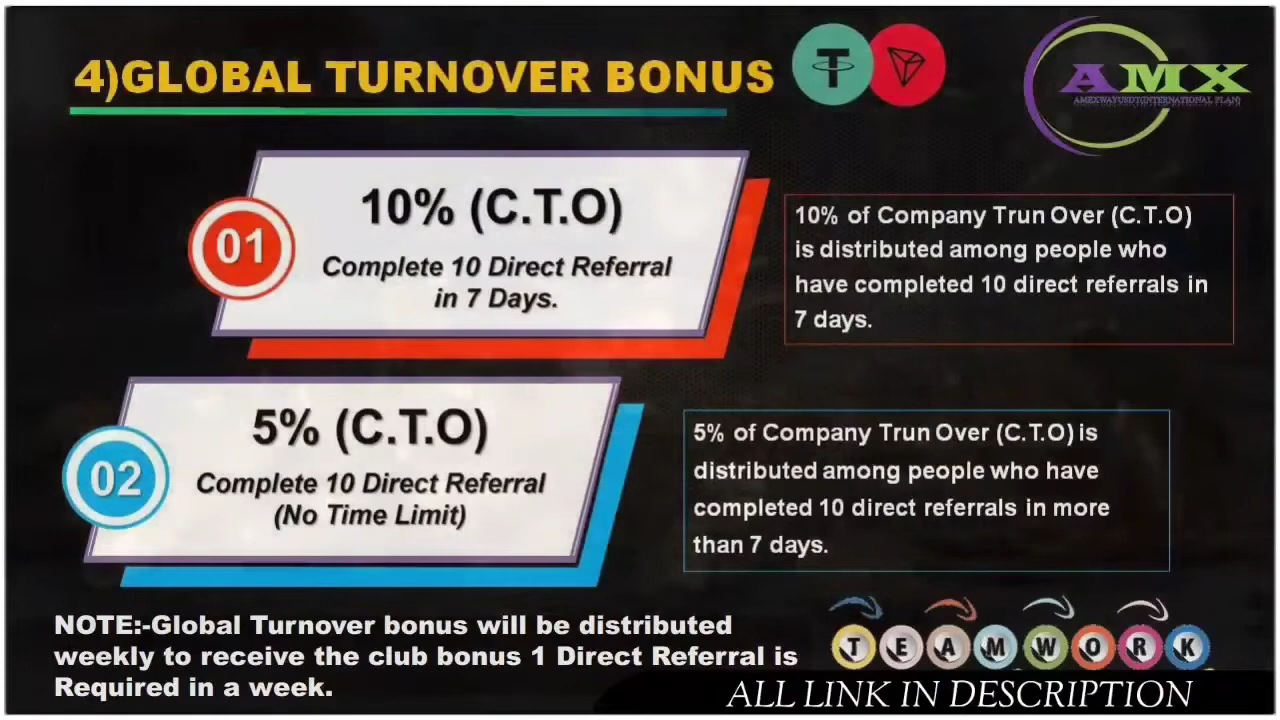 4)GLOBAL TURNOVER BONUS
AMX
AMEXWAYUSDT(INTERNATIONAL PLAN)
01
10% (C.T.O)
Complete 10 Direct Referral
in 7 Days.
10% of Company Trun Over (C.T.O)
is distributed among people who
have completed 10 direct referrals in
7 days.
02
5% (C.T.O)
Complete 10 Direct Referral
(No Time Limit)
5% of Company Trun Over (C.T.O) is
distributed among people who have
completed 10 direct referrals in more
than 7 days.
NOTE:-Global Turnover bonus will be distributed
weekly to receive the club bonus 1 Direct Referral is
Required in a week.
TEAMWORK
ALL LINK IN DESCRIPTION